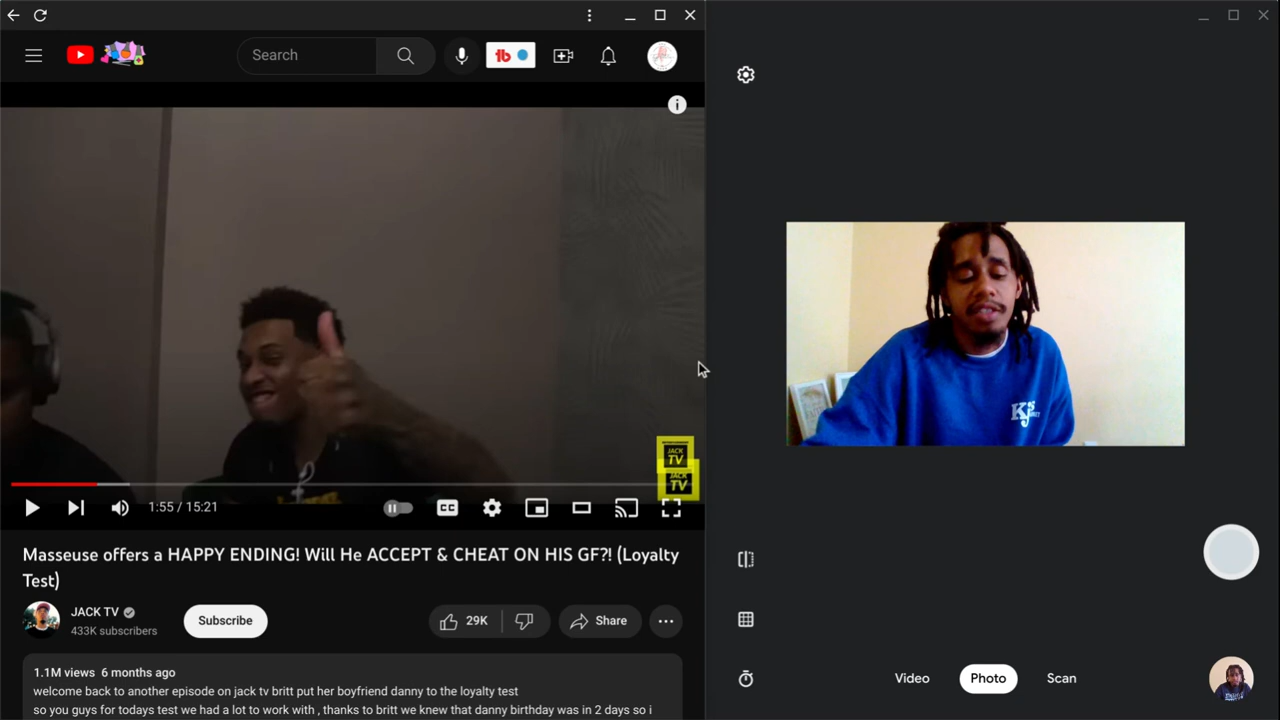 Search
JACK
TV
JACK
TV
CC
1:55 / 15:21
Masseuse offers a HAPPY ENDING! Will He ACCEPT & CHEAT ON HIS GF?! (Loyalty
Test)
JACK TV
433K subscribers
Subscribe
29K
Share
1.1M views 6 months ago
welcome back to another episode on jack tv britt put her boyfriend danny to the loyalty test
so you guys for todays test we had a lot to work with , thanks to britt we knew that danny birthday was in 2 days so i
Video
Photo
Scan